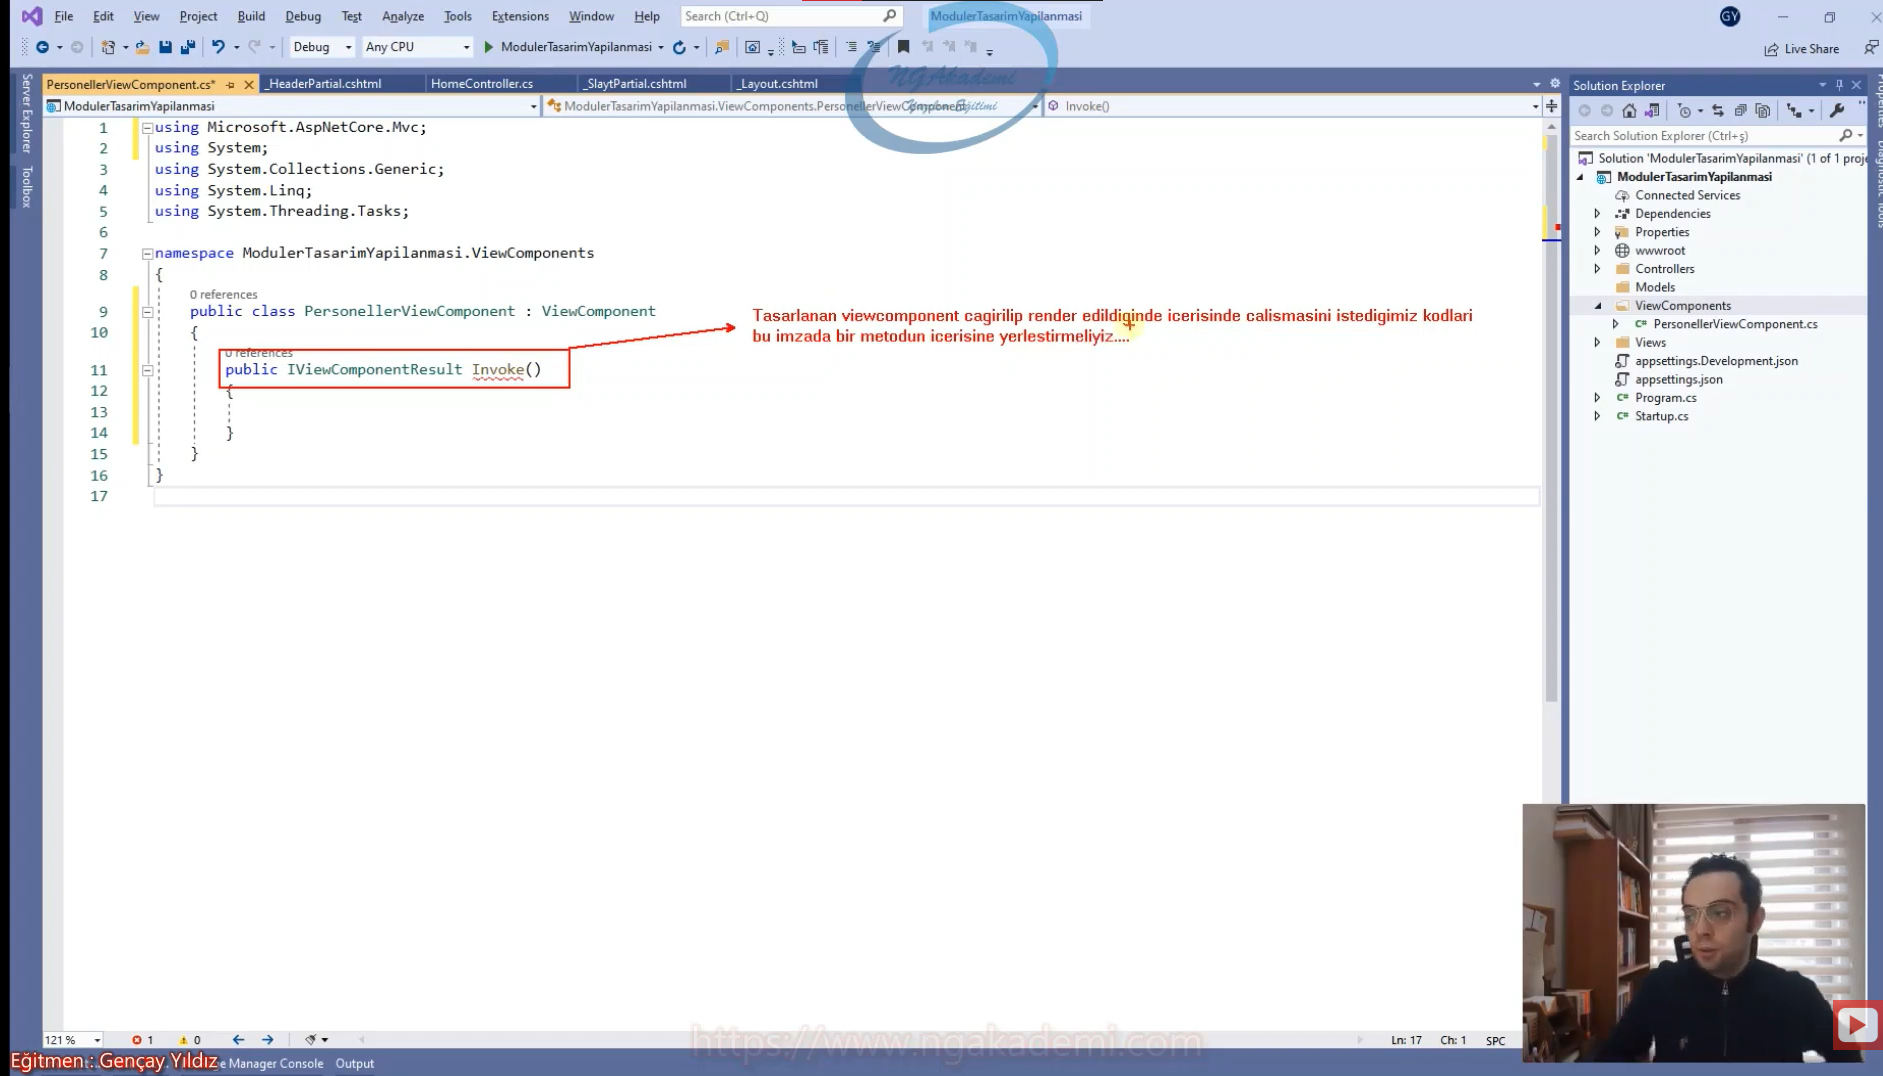 File Edit View Project Build Debug Test Analyze Tools Extensions Window Help Search (Ctrl+Q) ModulerTasarimYapilanmasi GY
Debug Any CPU ModulerTasarimYapilanmasi Live Share
NGAkademi
Yazılım Eğitimi
PersonellerViewComponent.cs* _HeaderPartial.cshtml HomeController.cs _SlaytPartial.cshtml _Layout.cshtml
ModulerTasarimYapilanmasi ModulerTasarimYapilanmasi.ViewComponents.PersonellerViewComponent Invoke()
Server Explorer
Toolbox
1 using Microsoft.AspNetCore.Mvc;
2 using System;
3 using System.Collections.Generic;
4 using System.Linq;
5 using System.Threading.Tasks;
6
7 namespace ModulerTasarimYapilanmasi.ViewComponents
8 {
0 references
9 public class PersonellerViewComponent : ViewComponent
10 {
0 references
11 public IViewComponentResult Invoke()
12 {
13
14 }
15 }
16 }
17
Tasarlanan viewcomponent cagirilip render edildiginde icerisinde calismasini istedigimiz kodlari
bu imzada bir metodun icerisine yerlestirmeliyiz....
Solution Explorer
Search Solution Explorer (Ctrl+ş)
Solution 'ModulerTasarimYapilanmasi' (1 of 1 proje
ModulerTasarimYapilanmasi
Connected Services
Dependencies
Properties
wwwroot
Controllers
Models
ViewComponents
C# PersonellerViewComponent.cs
Views
appsettings.Development.json
appsettings.json
C# Program.cs
C# Startup.cs
Properties
Diagnostic Tools
121 % 1 0 Ln: 17 Ch: 1 SPC
https://www.ngakademi.com
Eğitmen : Gençay Yıldız
ge Manager Console Output